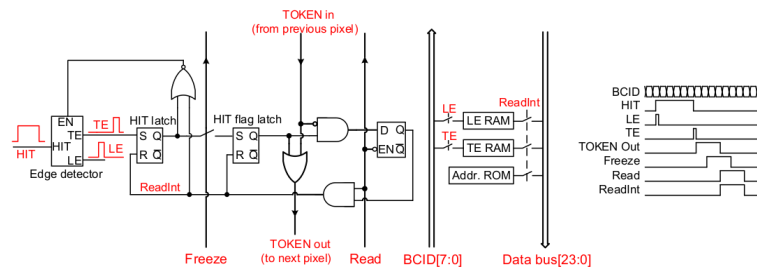 TOKEN in
(from previous pixel)
EN
TE
HIT
LE
HIT
Edge detector
TE
LE
HIT latch
S Q
R Q̅
HIT flag latch
S Q
R Q̅
D Q
EN Q̅
ReadInt
Freeze
TOKEN out
(to next pixel)
Read
LE
TE
ReadInt
LE RAM
TE RAM
Addr. ROM
BCID[7:0]
Data bus[23:0]
BCID
HIT
LE
TE
TOKEN Out
Freeze
Read
ReadInt